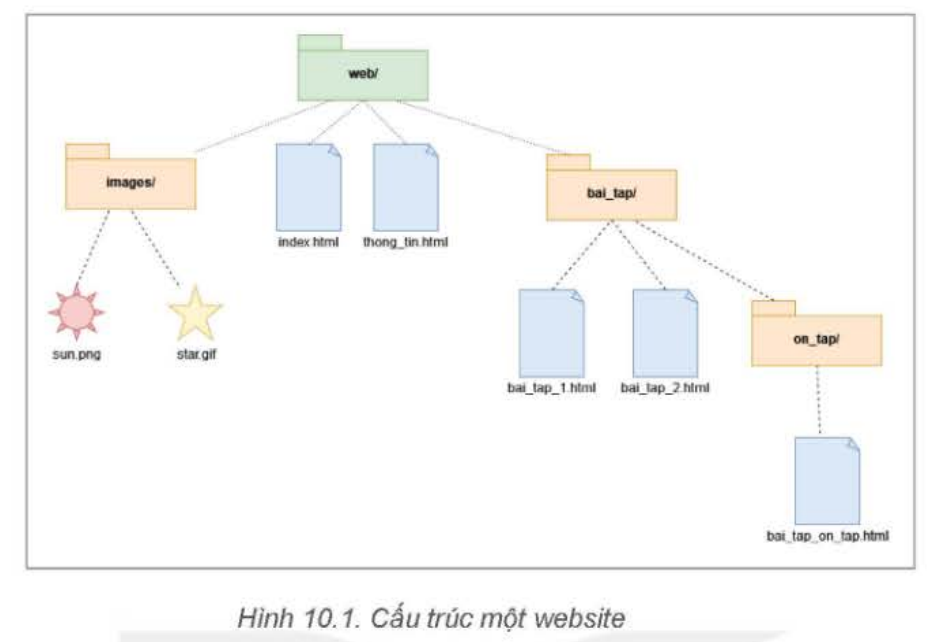 web/
images/
index.html
thong_tin.html
bai_tap/
sun.png
star.gif
bai_tap_1.html
bai_tap_2.html
on_tap/
bai_tap_on_tap.html
Hình 10.1. Cấu trúc một website